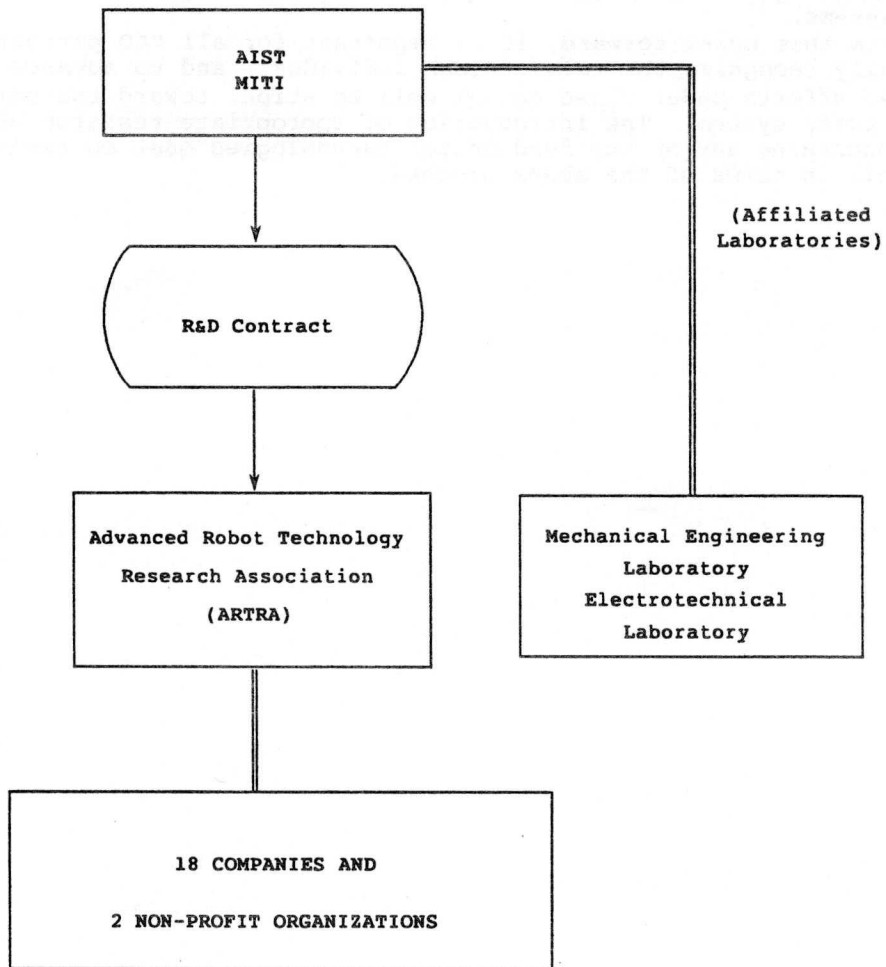 AIST
MITI
(Affiliated
Laboratories)
R&D Contract
Advanced Robot Technology
Research Association
(ARTRA)
Mechanical Engineering
Laboratory
Electrotechnical
Laboratory
18 COMPANIES AND
2 NON-PROFIT ORGANIZATIONS